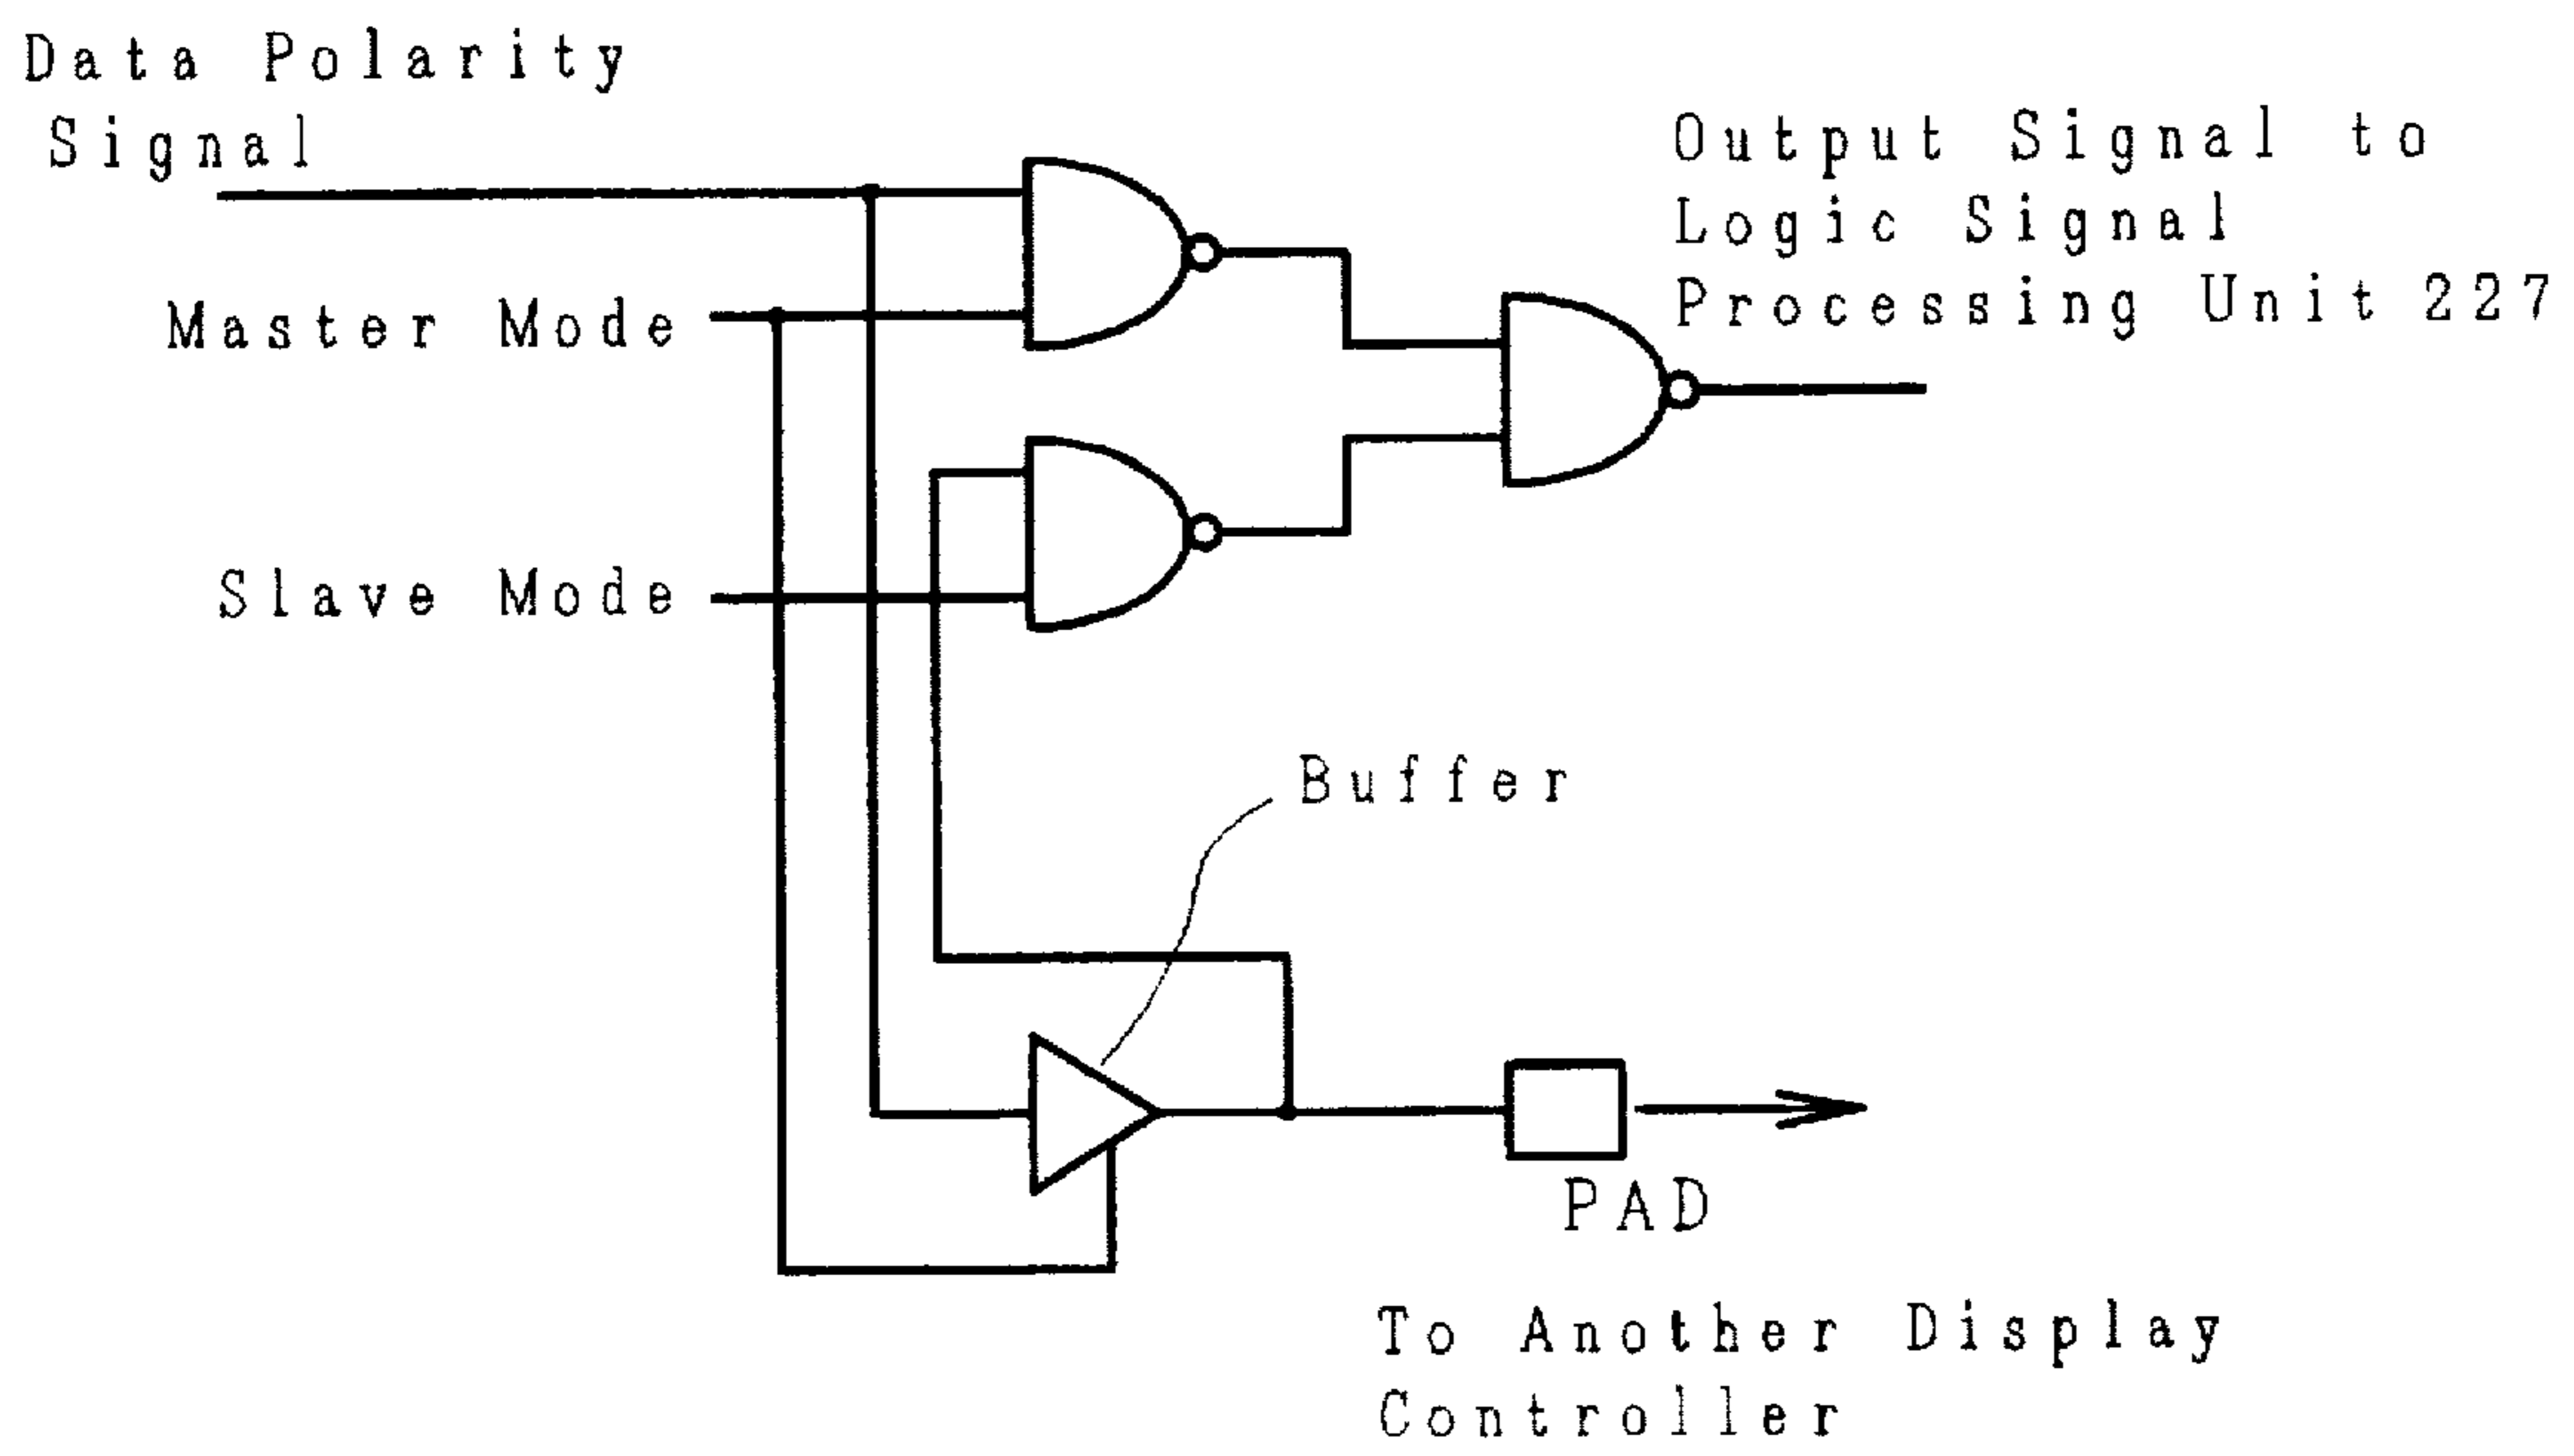 Data Polarity
Signal
Output Signal to
Logic Signal
Processing Unit 227
Master Mode
Slave Mode
Buffer
PAD
To Another Display
Controller